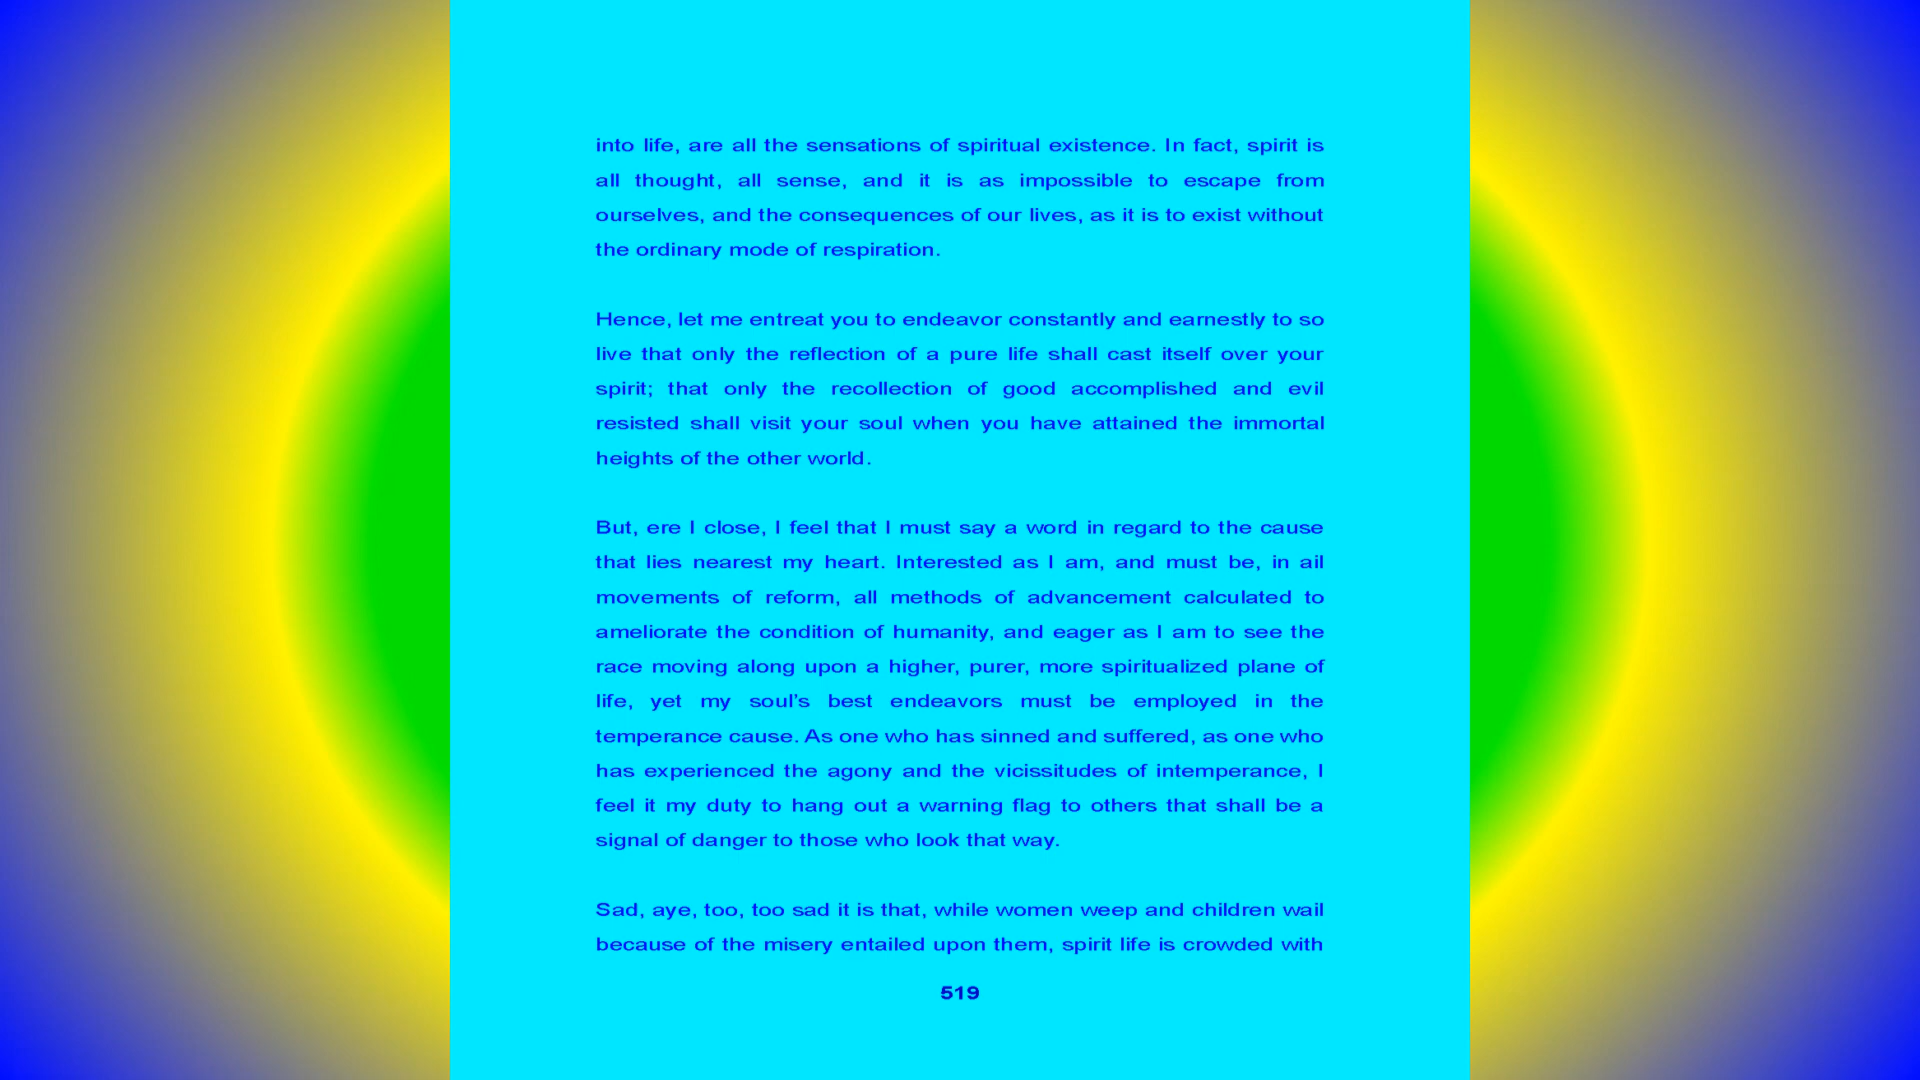 into life, are all the sensations of spiritual existence. In fact, spirit is
all thought, all sense, and it is as impossible to escape from
ourselves, and the consequences of our lives, as it is to exist without
the ordinary mode of respiration.
Hence, let me entreat you to endeavor constantly and earnestly to so
live that only the reflection of a pure life shall cast itself over your
spirit; that only the recollection of good accomplished and evil
resisted shall visit your soul when you have attained the immortal
heights of the other world.
But, ere I close, I feel that I must say a word in regard to the cause
that lies nearest my heart. Interested as I am, and must be, in ail
movements of reform, all methods of advancement calculated to
ameliorate the condition of humanity, and eager as I am to see the
race moving along upon a higher, purer, more spiritualized plane of
life, yet my soul's best endeavors must be employed in the
temperance cause. As one who has sinned and suffered, as one who
has experienced the agony and the vicissitudes of intemperance, I
feel it my duty to hang out a warning flag to others that shall be a
signal of danger to those who look that way.
Sad, aye, too, too sad it is that, while women weep and children wail
because of the misery entailed upon them, spirit life is crowded with
519